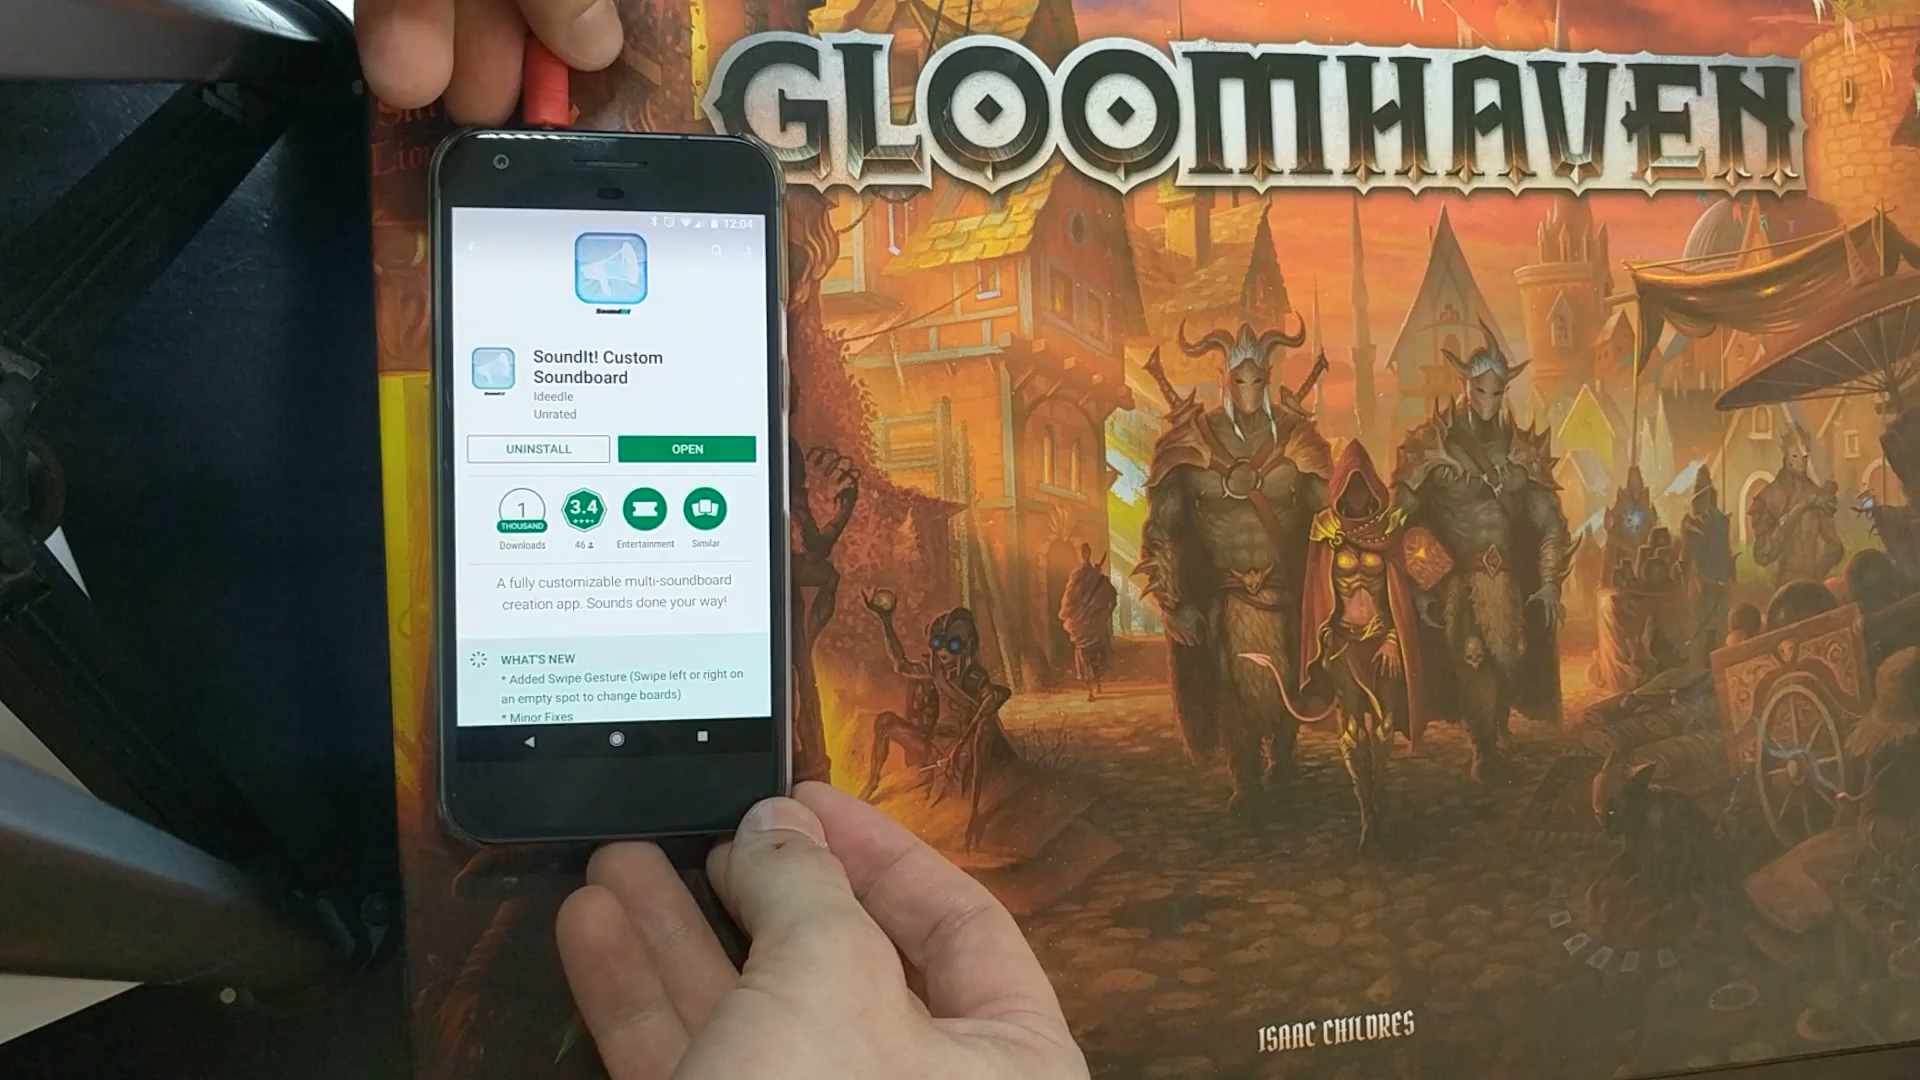 GLOOMHAVEN
12:04
SoundIt!
SoundIt! Custom
Soundboard
Ideedle
Unrated
UNINSTALL
OPEN
1
THOUSAND
3.4
Downloads
46
Entertainment
Similar
A fully customizable multi-soundboard
creation app. Sounds done your way!
WHAT'S NEW
* Added Swipe Gesture (Swipe left or right on
an empty spot to change boards)
* Minor Fixes
ISAAC CHILDRES